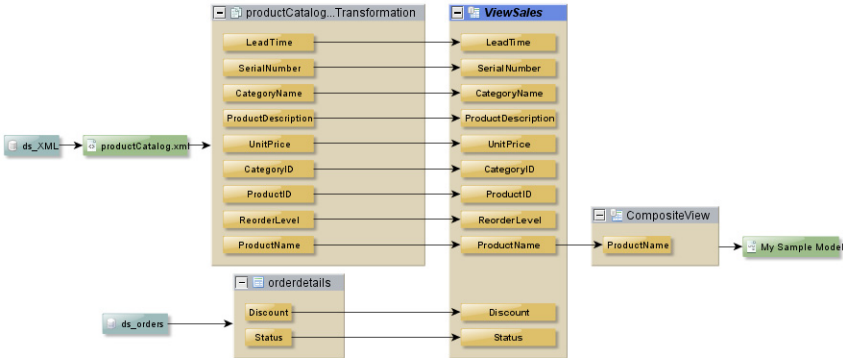 productCatalog...Transformation
LeadTime
SerialNumber
CategoryName
ProductDescription
UnitPrice
CategoryID
ProductID
ReorderLevel
ProductName
ds_XML
productCatalog.xml
ViewSales
LeadTime
SerialNumber
CategoryName
ProductDescription
UnitPrice
CategoryID
ProductID
ReorderLevel
ProductName
Discount
Status
CompositeView
ProductName
My Sample Model
orderdetails
Discount
Status
ds_orders